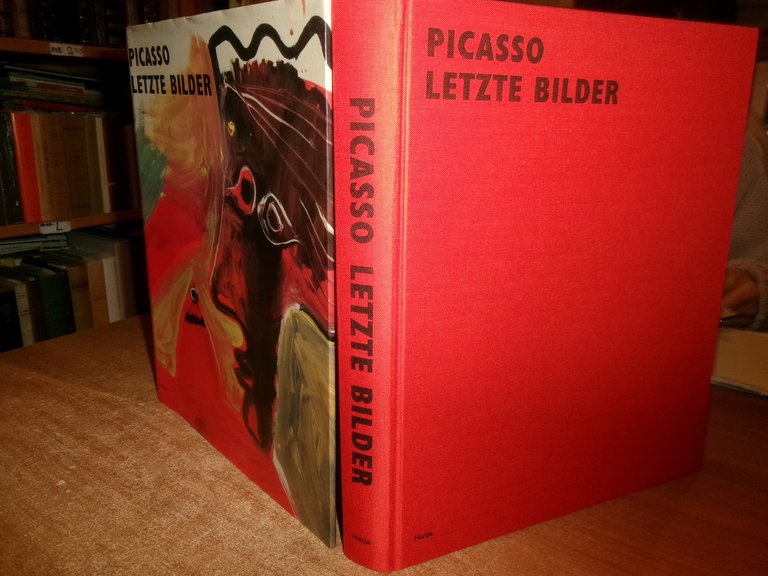 PICASSO
LETZTE BILDER
PICASSO LETZTE BILDER
Hatje
PICASSO
LETZTE BILDER
Hatje